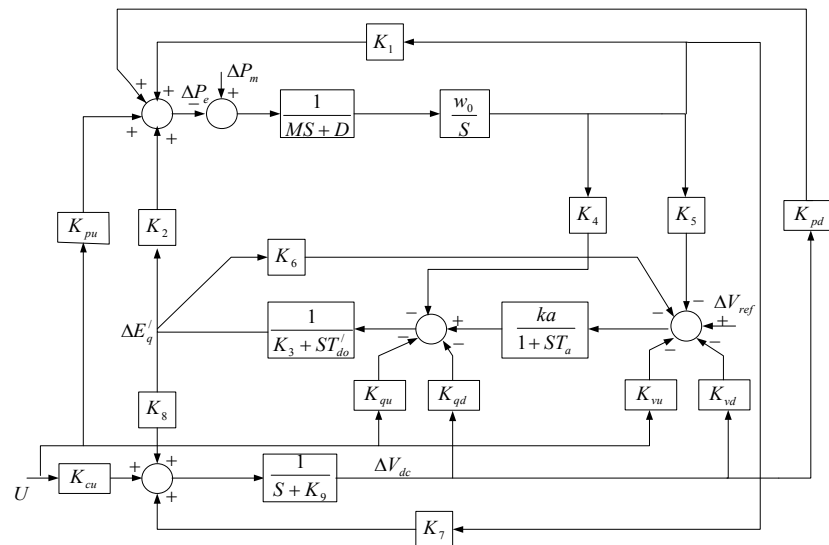 K_1
ΔP_m
+ + ΔP_e + + − +
1 / MS + D
w_0 / S
+
K_pu
K_2
K_4
K_5
K_pd
K_6
ΔV_ref
− − − +
ΔE_q^/
1 / K_3 + ST_do^/
− + − −
ka / 1 + ST_a
− −
K_8
K_qu
K_qd
K_vu
K_vd
U
K_cu
+ + +
1 / S + K_9
ΔV_dc
K_7